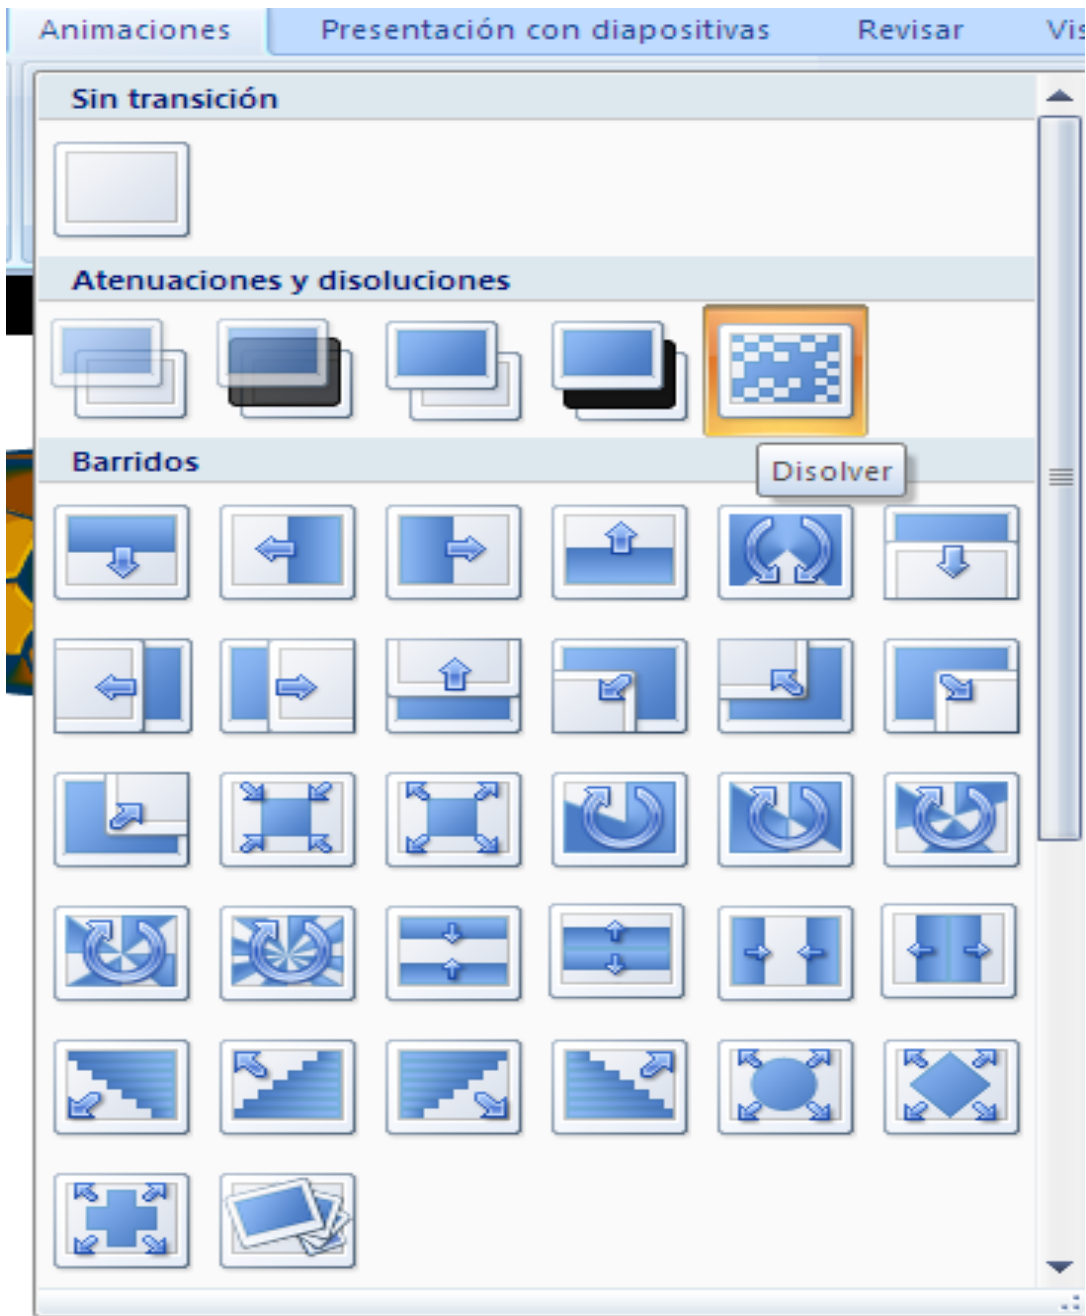 Animaciones Presentación con diapositivas Revisar
Sin transición
Atenuaciones y disoluciones
Barridos
Disolver